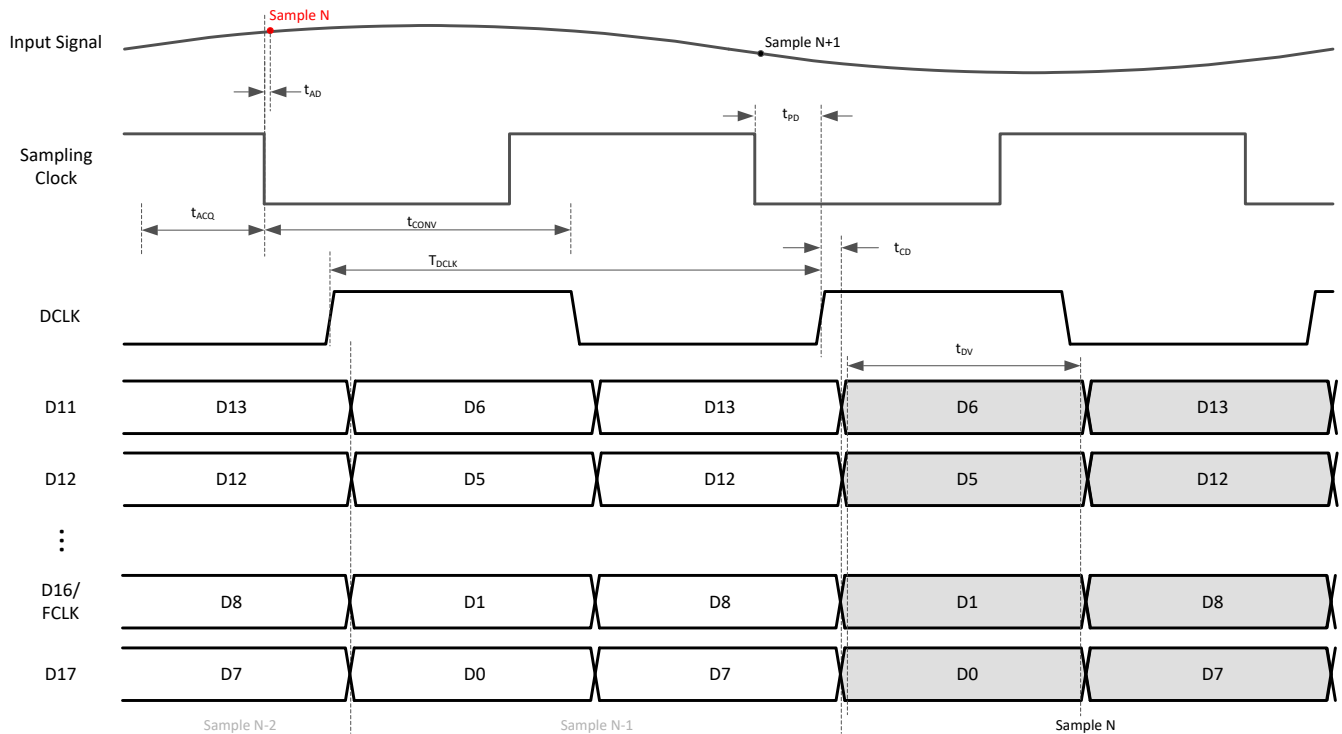 Sample N
Input Signal
Sample N+1
tAD
tPD
Sampling
Clock
tACQ
tCONV
tCD
TDCLK
DCLK
tDV
D11
D13
D6
D13
D6
D13
D12
D12
D5
D12
D5
D12
⋮
D16/
FCLK
D8
D1
D8
D1
D8
D17
D7
D0
D7
D0
D7
Sample N-2
Sample N-1
Sample N